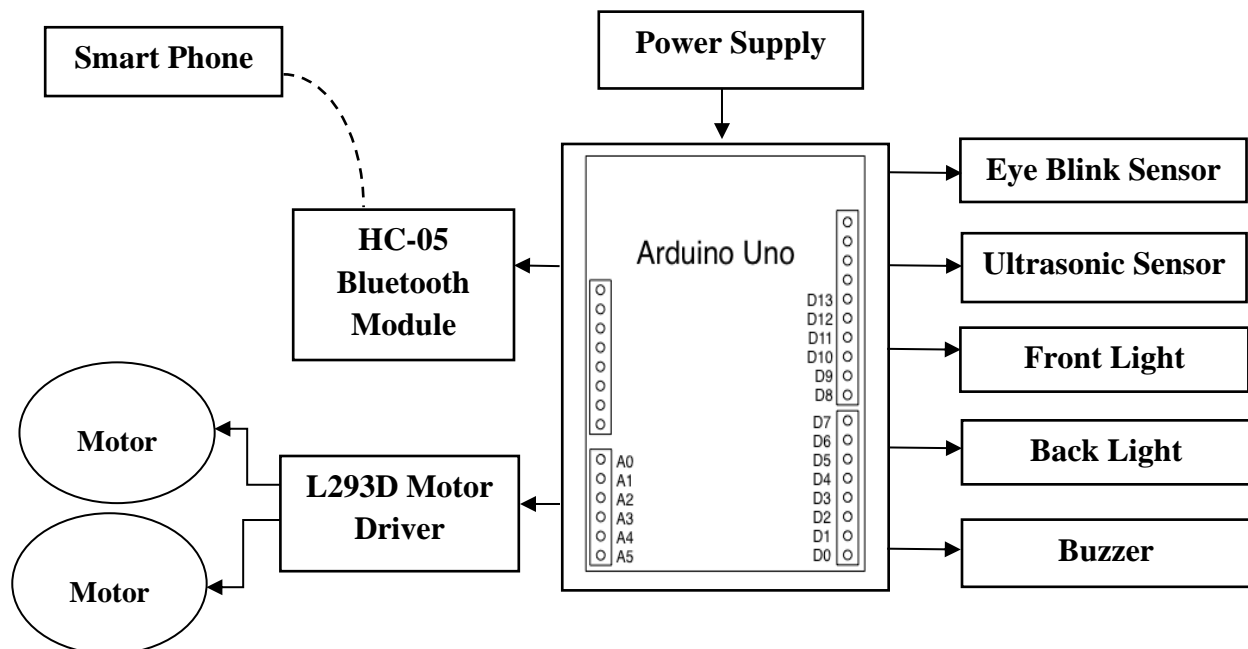 Smart Phone
Power Supply
HC-05
Bluetooth
Module
Arduino Uno
D13
D12
D11
D10
D9
D8
D7
D6
D5
D4
D3
D2
D1
D0
A0
A1
A2
A3
A4
A5
Eye Blink Sensor
Ultrasonic Sensor
Front Light
Back Light
Buzzer
L293D Motor
Driver
Motor
Motor